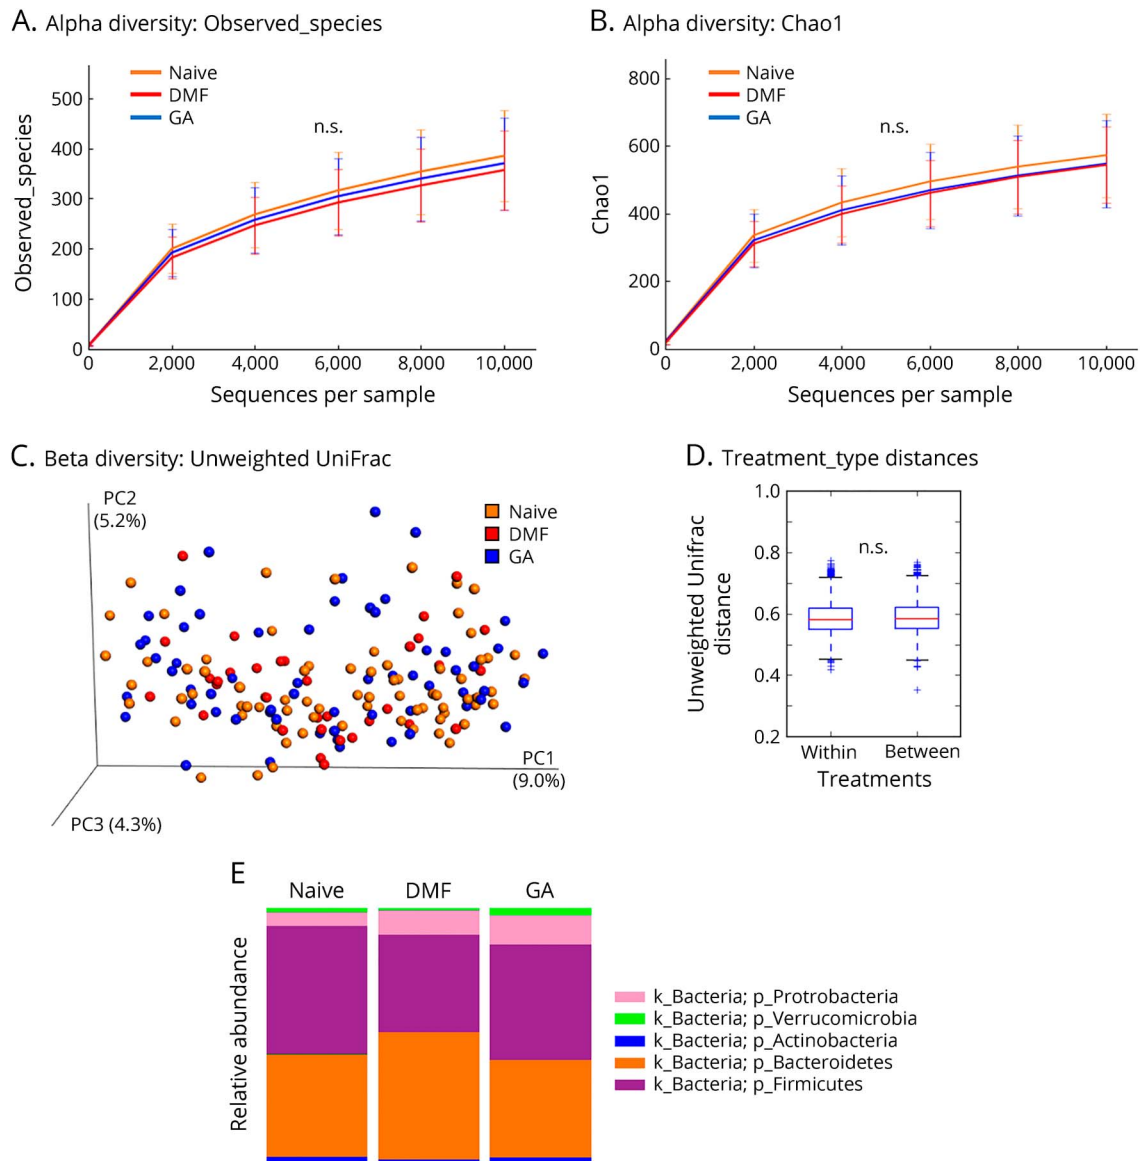 A. Alpha diversity: Observed_species
Naive
DMF
GA
n.s.
Observed_species
500
400
300
200
100
0
0 2,000 4,000 6,000 8,000 10,000
Sequences per sample
B. Alpha diversity: Chao1
Naive
DMF
GA
n.s.
Chao1
800
600
400
200
0
0 2,000 4,000 6,000 8,000 10,000
Sequences per sample
C. Beta diversity: Unweighted UniFrac
PC2
(5.2%)
Naive
DMF
GA
PC1
(9.0%)
PC3 (4.3%)
D. Treatment_type distances
Unweighted Unifrac
distance
1.0
0.8
0.6
0.4
0.2
n.s.
Within Between
Treatments
E
Naive DMF GA
Relative abundance
k_Bacteria; p_Protrobacteria
k_Bacteria; p_Verrucomicrobia
k_Bacteria; p_Actinobacteria
k_Bacteria; p_Bacteroidetes
k_Bacteria; p_Firmicutes